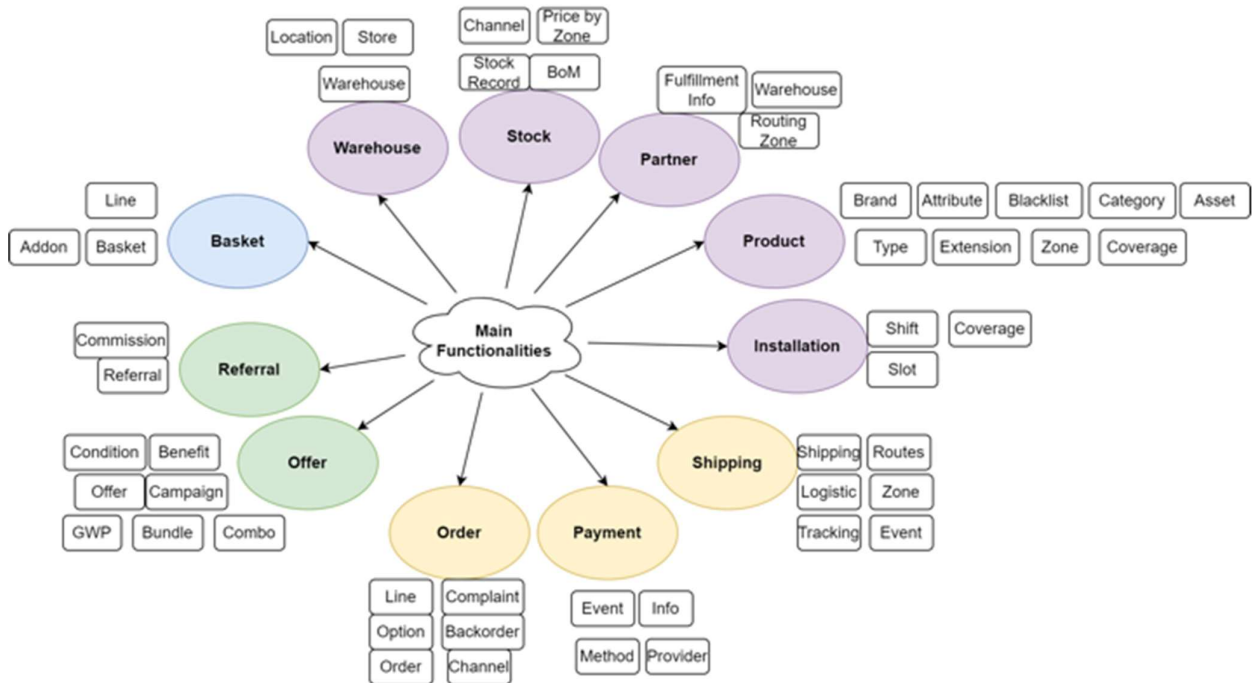 Location
Store
Warehouse
Warehouse
Channel
Price by
Zone
Stock
Record
BoM
Stock
Fulfillment
Info
Warehouse
Routing
Zone
Partner
Line
Addon
Basket
Basket
Brand
Attribute
Blacklist
Category
Asset
Type
Extension
Zone
Coverage
Product
Main
Functionalities
Commission
Referral
Referral
Shift
Coverage
Slot
Installation
Condition
Benefit
Offer
Campaign
GWP
Bundle
Combo
Offer
Shipping
Shipping
Routes
Logistic
Zone
Tracking
Event
Order
Line
Complaint
Option
Backorder
Order
Channel
Payment
Event
Info
Method
Provider